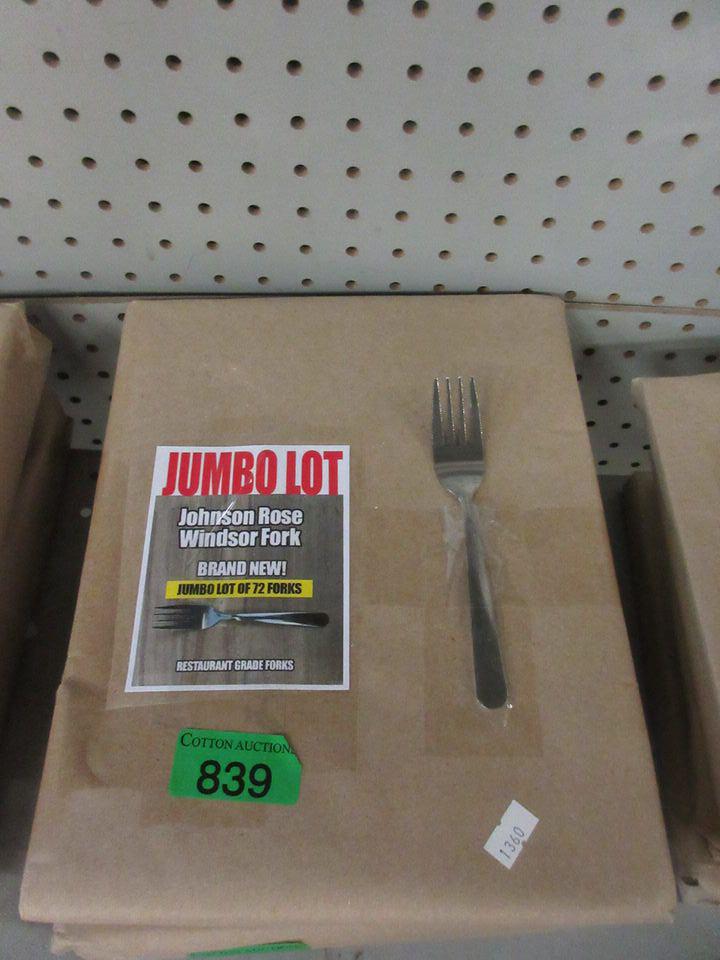 JUMBO LOT
Johnson Rose
Windsor Fork
BRAND NEW!
JUMBO LOT OF 72 FORKS
RESTAURANT GRADE FORKS
COTTON AUCTION
839
1360